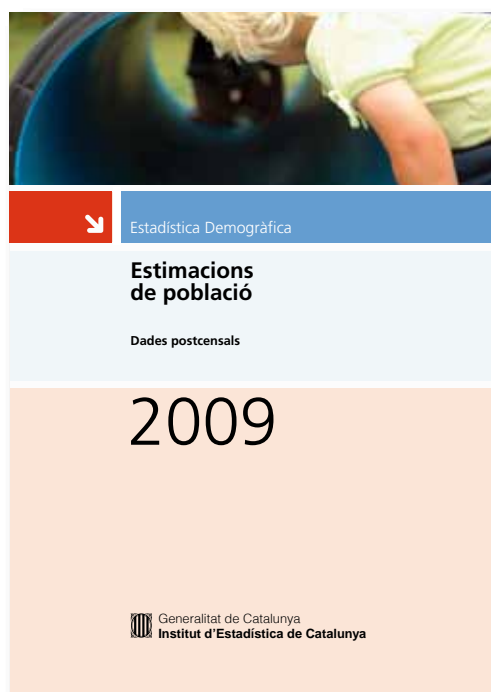 Estadística Demogràfica
Estimacions
de població
Dades postcensals
2009
Generalitat de Catalunya
Institut d'Estadística de Catalunya